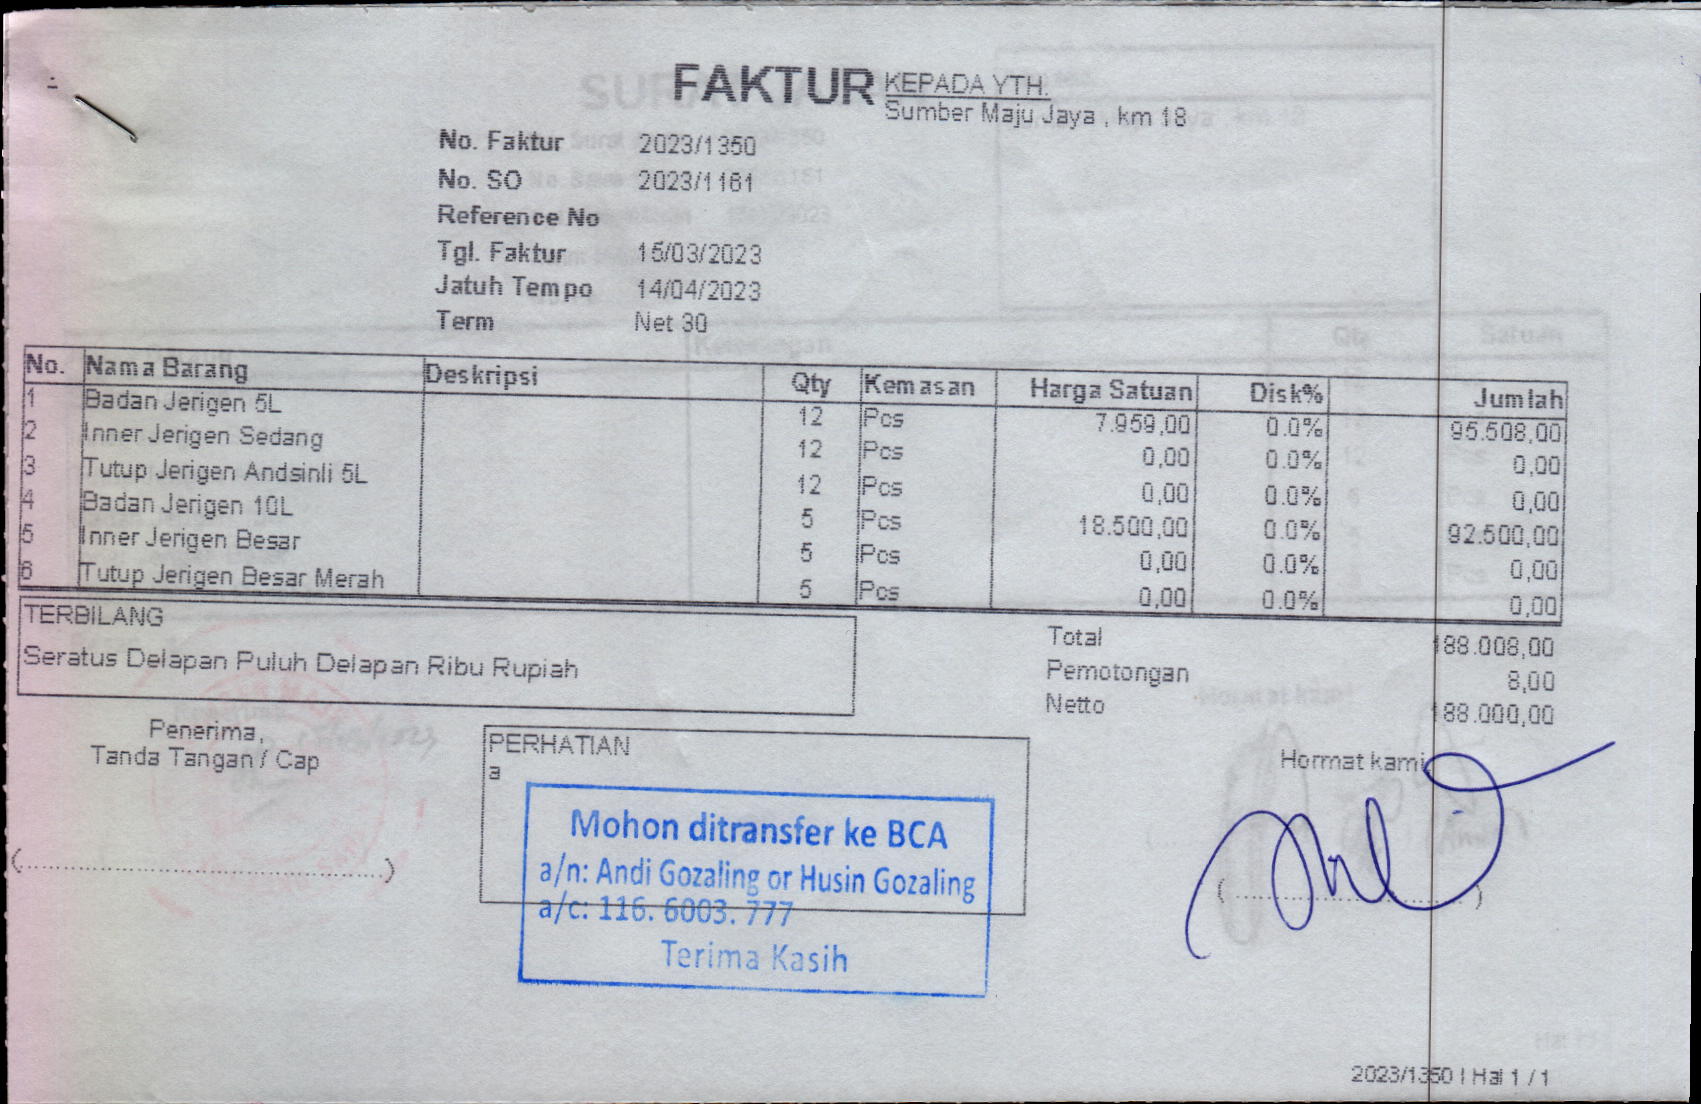 FAKTUR
KEPADA YTH.
Sumber Maju Jaya , km 18
No. Faktur 2023/1350
No. SO 2023/1161
Reference No
Tgl. Faktur 15/03/2023
Jatuh Tempo 14/04/2023
Term Net 30
No. Nama Barang Deskripsi Qty Kemasan Harga Satuan Disk% Jumlah
1 Badan Jerigen 5L 12 Pcs 7.959,00 0.0% 95.508,00
2 Inner Jerigen Sedang 12 Pcs 0,00 0.0% 0,00
3 Tutup Jerigen Andsinli 5L 12 Pcs 0,00 0.0% 0,00
4 Badan Jerigen 10L 5 Pcs 18.500,00 0.0% 92.500,00
5 Inner Jerigen Besar 5 Pcs 0,00 0.0% 0,00
6 Tutup Jerigen Besar Merah 5 Pcs 0,00 0.0% 0,00
TERBILANG
Seratus Delapan Puluh Delapan Ribu Rupiah
Total 188.008,00
Pemotongan 8,00
Netto 188.000,00
Penerima,
Tanda Tangan / Cap
(....................................................)
PERHATIAN
a
Mohon ditransfer ke BCA
a/n: Andi Gozaling or Husin Gozaling
a/c: 116. 6003. 777
Terima Kasih
Hormat kami,
(....................................)
2023/1350 | Hal 1 / 1